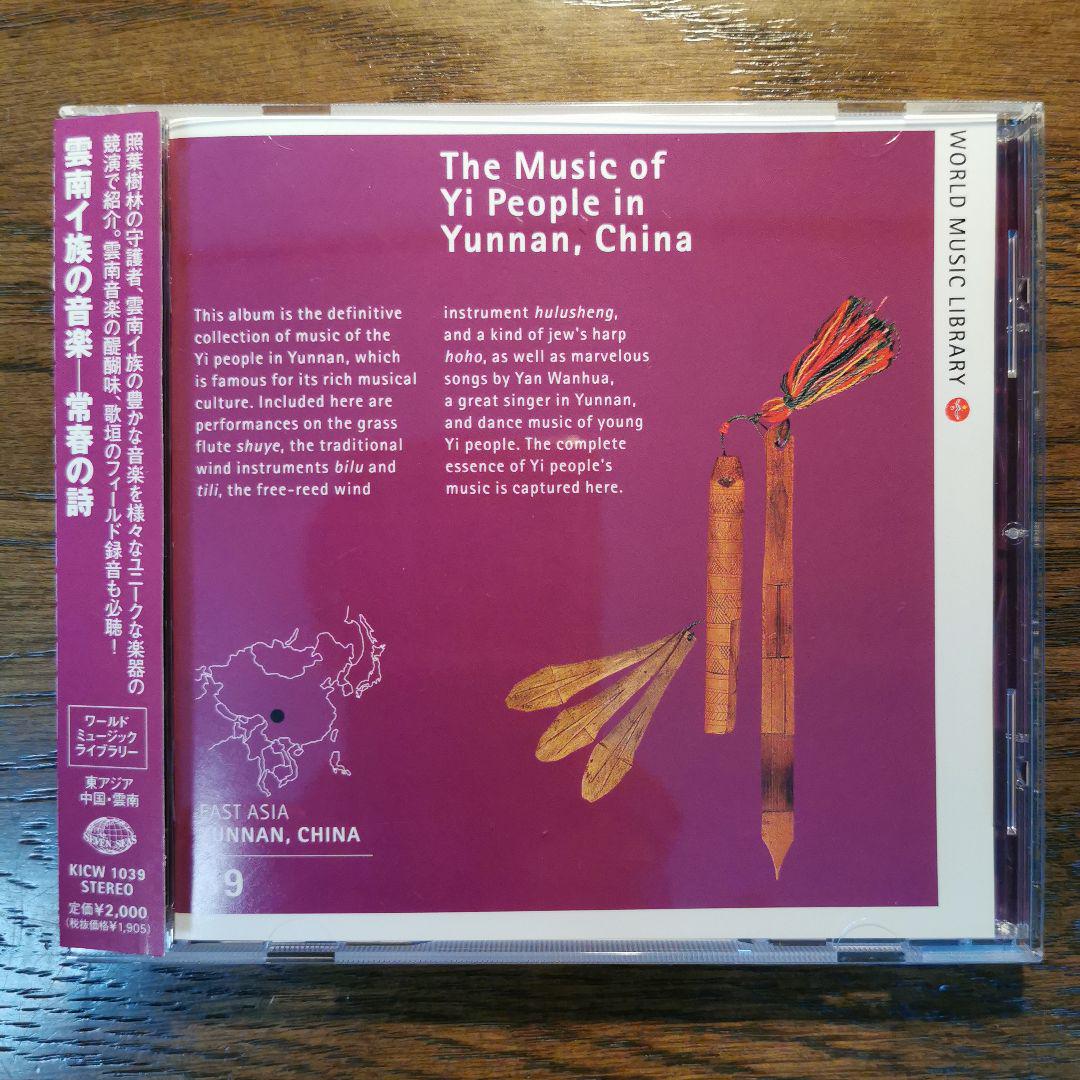 照葉樹林の守護者、雲南イ族の豊かな音楽を様々なユニークな楽器の
競演で紹介。雲南音楽の醍醐味、歌垣のフィールド録音も必聴!
雲南イ族の音楽—常春の詩
ワールド
ミュージック
ライブラリー
東アジア
中国・雲南
SEVEN SEAS
KICW 1039
STEREO
定価¥2,000
(税抜価格¥1,905)
The Music of
Yi People in
Yunnan, China
This album is the definitive
collection of music of the
Yi people in Yunnan, which
is famous for its rich musical
culture. Included here are
performances on the grass
flute shuye, the traditional
wind instruments bilu and
tili, the free-reed wind
instrument hulusheng,
and a kind of jew's harp
hoho, as well as marvelous
songs by Yan Wanhua,
a great singer in Yunnan,
and dance music of young
Yi people. The complete
essence of Yi people's
music is captured here.
EAST ASIA
YUNNAN, CHINA
9
WORLD MUSIC LIBRARY